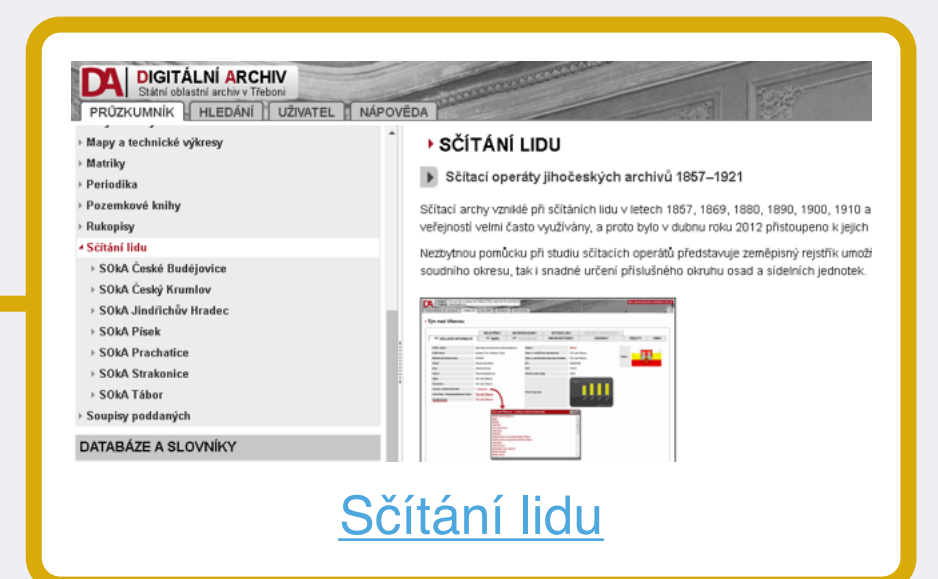 DA DIGITÁLNÍ ARCHIV
Státní oblastní archiv v Třeboni
PRŮZKUMNÍK HLEDÁNÍ UŽIVATEL NÁPOVĚDA
Mapy a technické výkresy
Matriky
Periodika
Pozemkové knihy
Rukopisy
Sčítání lidu
SOkA České Budějovice
SOkA Český Krumlov
SOkA Jindřichův Hradec
SOkA Písek
SOkA Prachatice
SOkA Strakonice
SOkA Tábor
Soupisy poddaných
DATABÁZE A SLOVNÍKY
SČÍTÁNÍ LIDU
Sčítací operáty jihočeských archivů 1857–1921
Sčítací archy vzniklé při sčítáních lidu v letech 1857, 1869, 1880, 1890, 1900, 1910 a
veřejností velmi často využívány, a proto bylo v dubnu roku 2012 přistoupeno k jejich
Nezbytnou pomůcku při studiu sčítacích operátů představuje zeměpisný rejstřík umoži
soudního okresu, tak i snadné určení příslušného okruhu osad a sídelních jednotek.
Týn nad Vltavou
Sčítání lidu